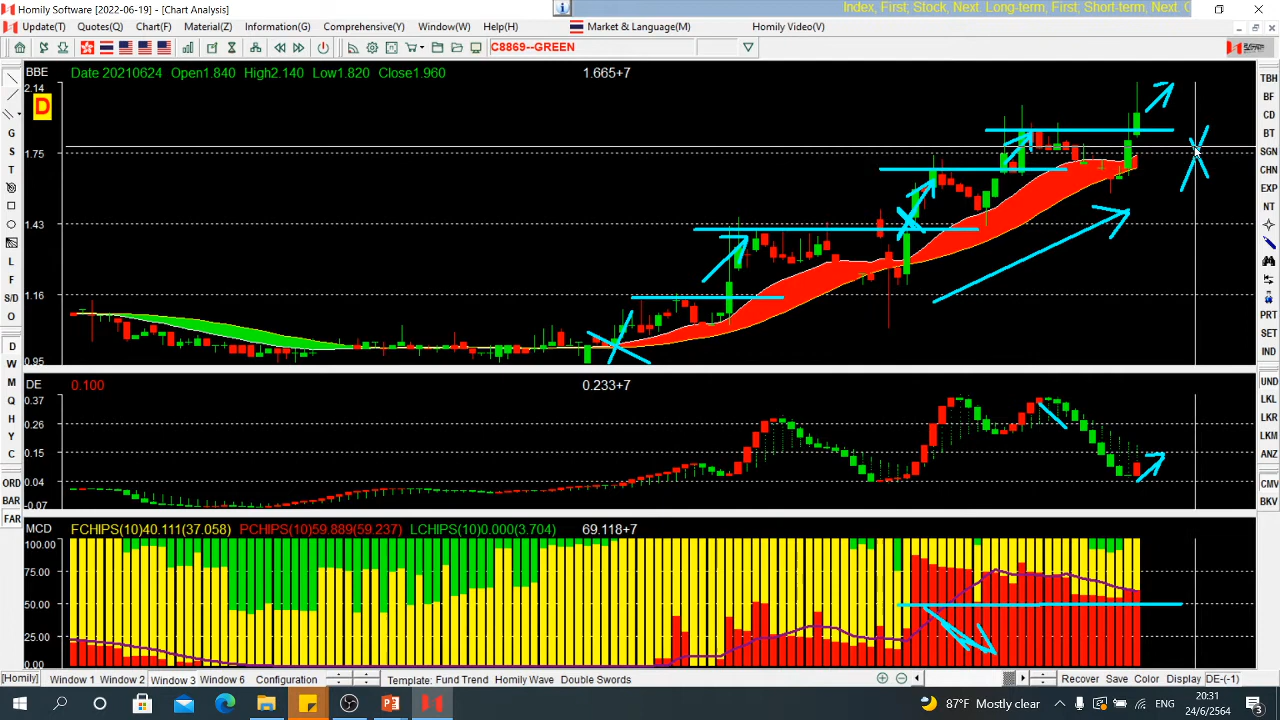 Homily Software [2022-06-19] - [Chart Analysis]
Index, First; Stock, Next. Long-term, First; Short-term, Next.
Update(T) Quotes(Q) Chart(F) Material(Z) Information(G) Comprehensive(Y) Window(W) Help(H) Market & Language(M) Homily Video(V)
C8869--GREEN
BBE Date 20210624 Open1.840 High2.140 Low1.820 Close1.960 1.665+7
2.14
D
1.75
1.43
1.16
0.95
DE 0.100 0.233+7
0.37
0.26
0.15
0.04
-0.07
MCD FCHIPS(10)40.111(37.058) PCHIPS(10)59.889(59.237) LCHIPS(10)0.000(3.704) 69.118+7
100.00
75.00
50.00
25.00
0.00
G
S
T
L
F
S/D
O
D
W
M
Q
H
Y
C
ORD
BAR
FAR
TBH
BF
CD
BT
SGN
CHN
EXP
NT
PRT
SET
IND
UND
LKL
LKR
LKM
ANZ
CMV
BKV
[Homily] Window 1 Window 2 Window 3 Window 6 Configuration Template: Fund Trend Homily Wave Double Swords Recover Save Color Display DE-(-1)
87°F Mostly clear ENG 20:31
24/6/2564
3